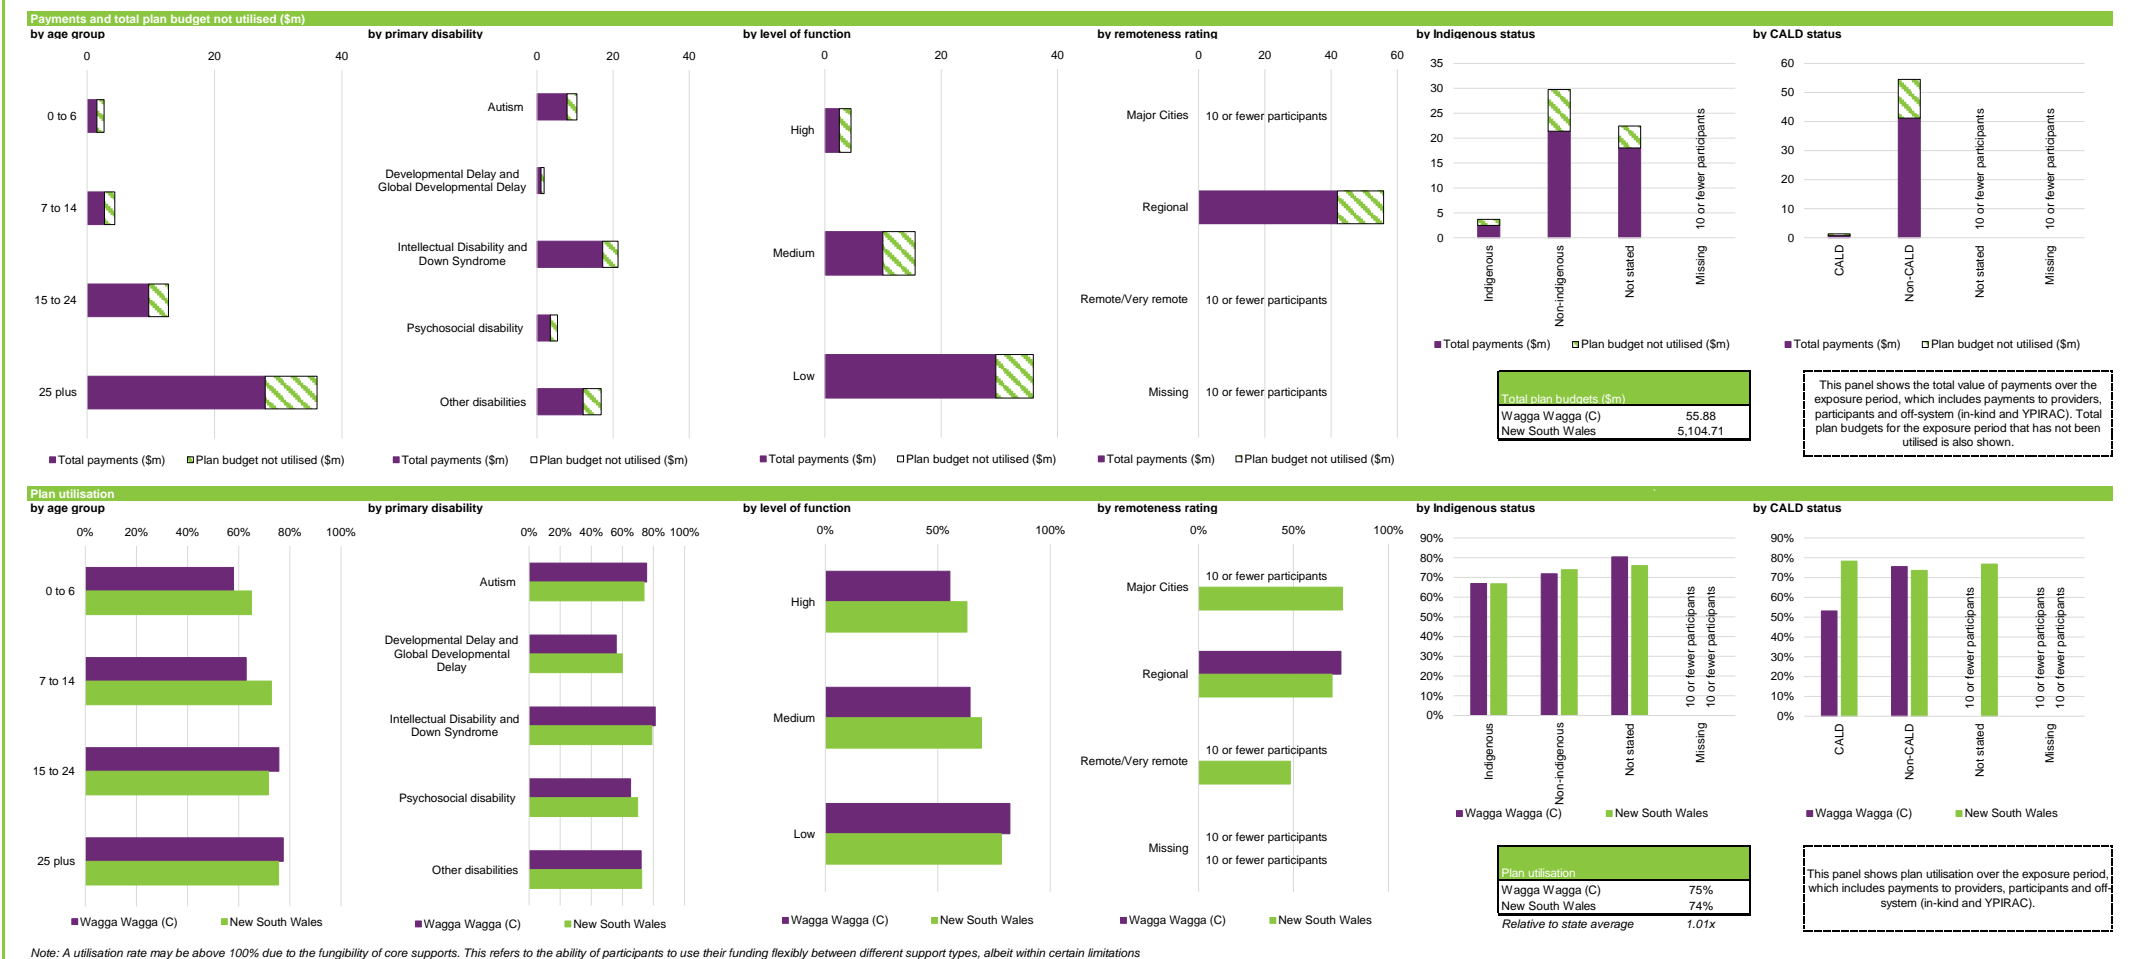 Payments and total plan budget not utilised ($m)
by age group
0 20 40
0 to 6
7 to 14
15 to 24
25 plus
Total payments ($m) Plan budget not utilised ($m)
by primary disability
0 20 40
Autism
Developmental Delay and
Global Developmental Delay
Intellectual Disability and
Down Syndrome
Psychosocial disability
Other disabilities
Total payments ($m) Plan budget not utilised ($m)
by level of function
0 20 40
High
Medium
Low
Total payments ($m) Plan budget not utilised ($m)
by remoteness rating
0 20 40 60
Major Cities 10 or fewer participants
Regional
Remote/Very remote 10 or fewer participants
Missing 10 or fewer participants
Total payments ($m) Plan budget not utilised ($m)
by Indigenous status
35
30
25
20
15
10
5
0
10 or fewer participants
Indigenous
Non-indigenous
Not stated
Missing
Total payments ($m) Plan budget not utilised ($m)
by CALD status
60
50
40
30
20
10
0
10 or fewer participants
10 or fewer participants
CALD
Non-CALD
Not stated
Missing
Total payments ($m) Plan budget not utilised ($m)
Total plan budgets ($m)
Wagga Wagga (C) 55.88
New South Wales 5,104.71
This panel shows the total value of payments over the
exposure period, which includes payments to providers,
participants and off-system (in-kind and YPIRAC). Total
plan budgets for the exposure period that has not been
utilised is also shown.
Plan utilisation
by age group
0% 20% 40% 60% 80% 100%
0 to 6
7 to 14
15 to 24
25 plus
Wagga Wagga (C) New South Wales
by primary disability
0% 20% 40% 60% 80% 100%
Autism
Developmental Delay and
Global Developmental
Delay
Intellectual Disability and
Down Syndrome
Psychosocial disability
Other disabilities
Wagga Wagga (C) New South Wales
by level of function
0% 50% 100%
High
Medium
Low
Wagga Wagga (C) New South Wales
by remoteness rating
0% 50% 100%
10 or fewer participants
Major Cities
Regional
10 or fewer participants
Remote/Very remote
10 or fewer participants
Missing
10 or fewer participants
Wagga Wagga (C) New South Wales
by Indigenous status
90%
80%
70%
60%
50%
40%
30%
20%
10%
0%
10 or fewer participants
10 or fewer participants
Indigenous
Non-indigenous
Not stated
Missing
Wagga Wagga (C) New South Wales
by CALD status
90%
80%
70%
60%
50%
40%
30%
20%
10%
0%
10 or fewer participants
10 or fewer participants
10 or fewer participants
CALD
Non-CALD
Not stated
Missing
Wagga Wagga (C) New South Wales
Plan utilisation
Wagga Wagga (C) 75%
New South Wales 74%
Relative to state average 1.01x
This panel shows plan utilisation over the exposure period,
which includes payments to providers, participants and off-
system (in-kind and YPIRAC).
Note: A utilisation rate may be above 100% due to the fungibility of core supports. This refers to the ability of participants to use their funding flexibly between different support types, albeit within certain limitations